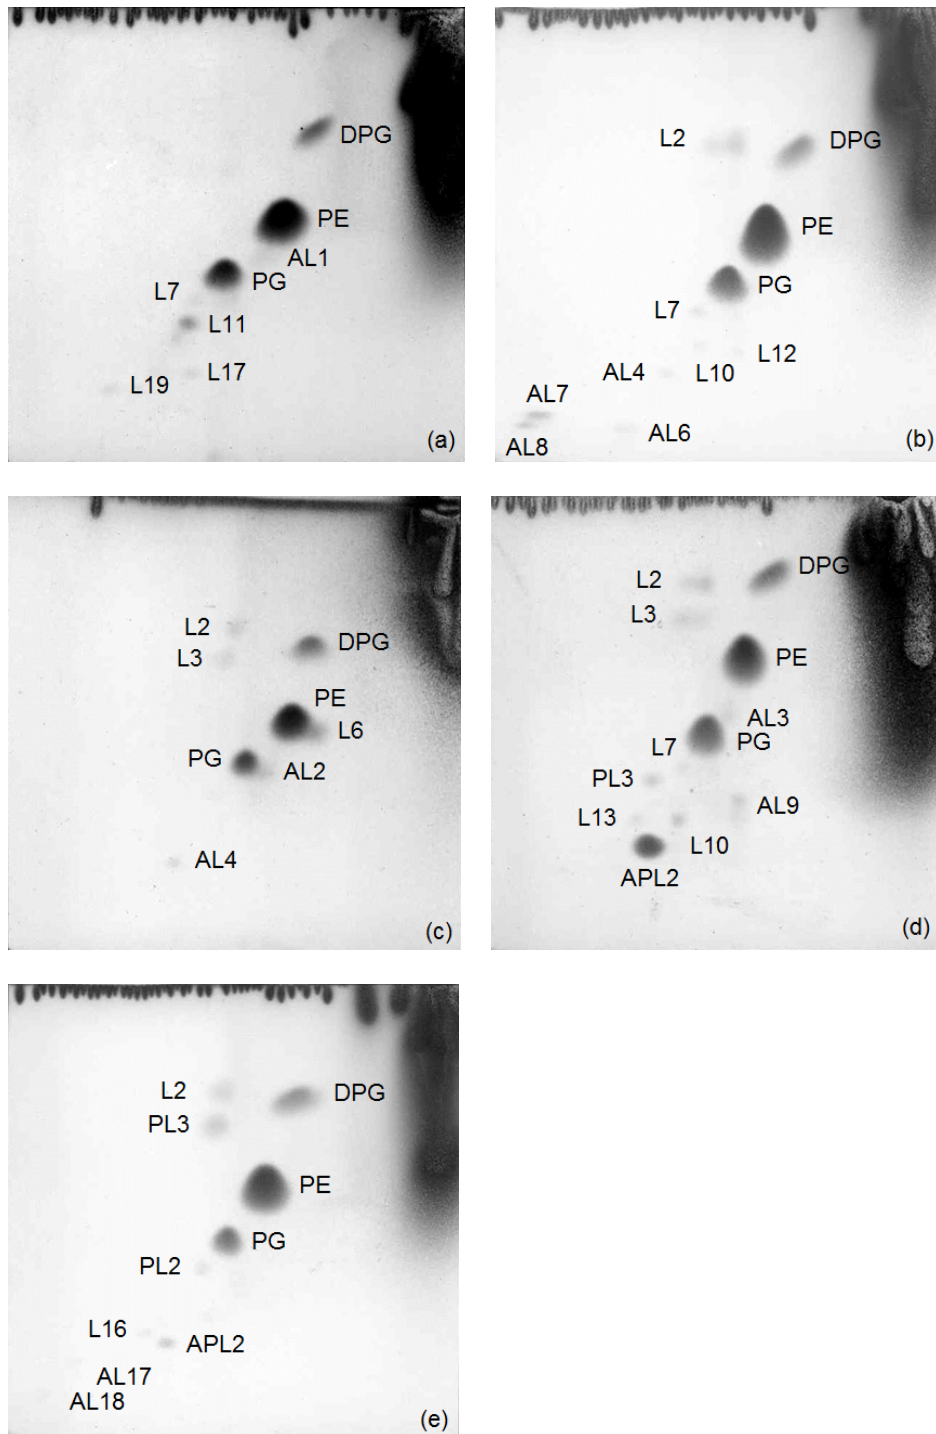 DPG
PE
AL1
PG
L7
L11
L17
L19
(a)
L2
DPG
PE
PG
L7
L12
AL4
L10
AL7
AL6
AL8
(b)
L2
DPG
L3
PE
L6
PG
AL2
AL4
(c)
DPG
L2
L3
PE
AL3
PG
L7
PL3
AL9
L13
L10
APL2
(d)
L2
DPG
PL3
PE
PG
PL2
L16
APL2
AL17
AL18
(e)